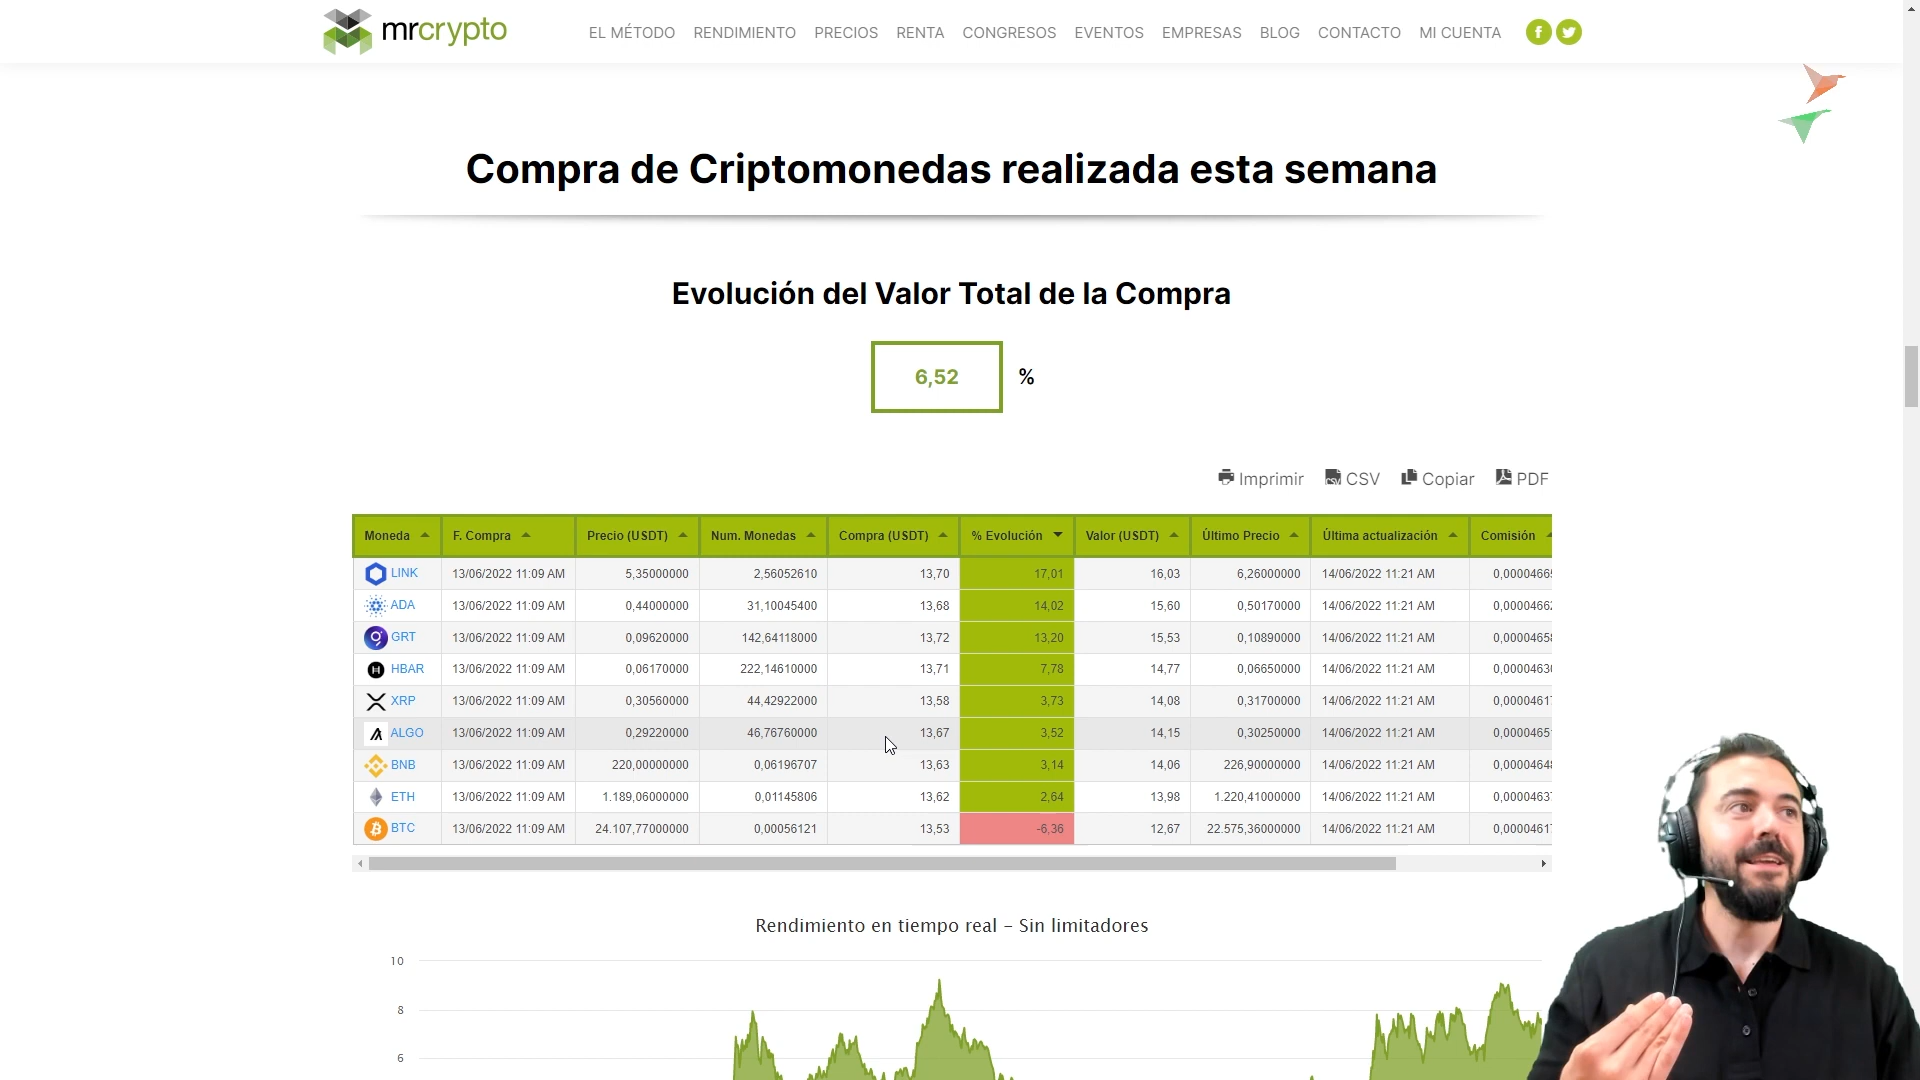 mrcrypto
EL MÉTODO RENDIMIENTO PRECIOS RENTA CONGRESOS EVENTOS EMPRESAS BLOG CONTACTO MI CUENTA
Compra de Criptomonedas realizada esta semana
Evolución del Valor Total de la Compra
6,52 %
Imprimir CSV Copiar PDF
Moneda F. Compra Precio (USDT) Num. Monedas Compra (USDT) % Evolución Valor (USDT) Último Precio Última actualización Comisión
LINK 13/06/2022 11:09 AM 5,35000000 2,56052610 13,70 17,01 16,03 6,26000000 14/06/2022 11:21 AM
ADA 13/06/2022 11:09 AM 0,44000000 31,10045400 13,68 14,02 15,60 0,50170000 14/06/2022 11:21 AM
GRT 13/06/2022 11:09 AM 0,09620000 142,64118000 13,72 13,20 15,53 0,10890000 14/06/2022 11:21 AM
HBAR 13/06/2022 11:09 AM 0,06170000 222,14610000 13,71 7,78 14,77 0,06650000 14/06/2022 11:21 AM
XRP 13/06/2022 11:09 AM 0,30560000 44,42922000 13,58 3,73 14,08 0,31700000 14/06/2022 11:21 AM
ALGO 13/06/2022 11:09 AM 0,29220000 46,76760000 13,67 3,52 14,15 0,30250000 14/06/2022 11:21 AM
BNB 13/06/2022 11:09 AM 220,00000000 0,06196707 13,63 3,14 14,06 226,90000000 14/06/2022 11:21 AM
ETH 13/06/2022 11:09 AM 1.189,06000000 0,01145806 13,62 2,64 13,98 1.220,41000000 14/06/2022 11:21 AM
BTC 13/06/2022 11:09 AM 24.107,77000000 0,00056121 13,53 -6,36 12,67 22.575,36000000 14/06/2022 11:21 AM
Rendimiento en tiempo real – Sin limitadores
10
8
6